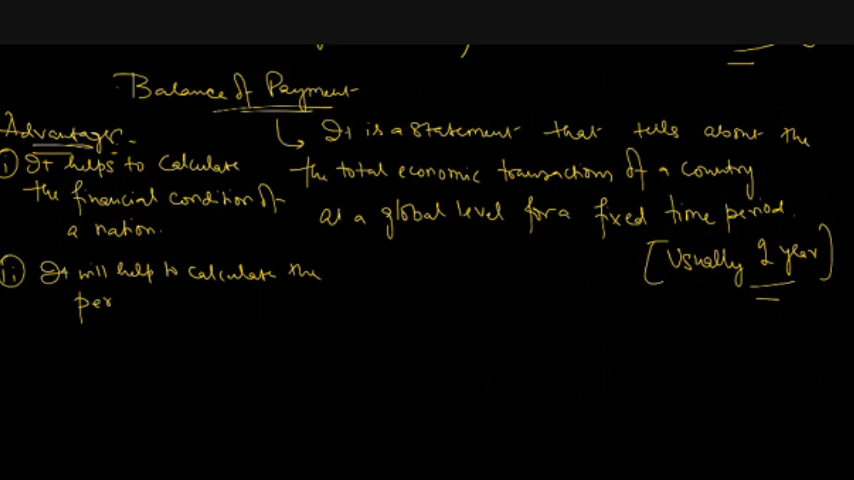 Balance of Payment
It is a statement that tells about the
the total economic transactions of a country
at a global level for a fixed time period.
[Usually 1 year]
Advantages:-
i) It helps to calculate
the financial condition of
a nation.
ii) It will help to calculate the
per